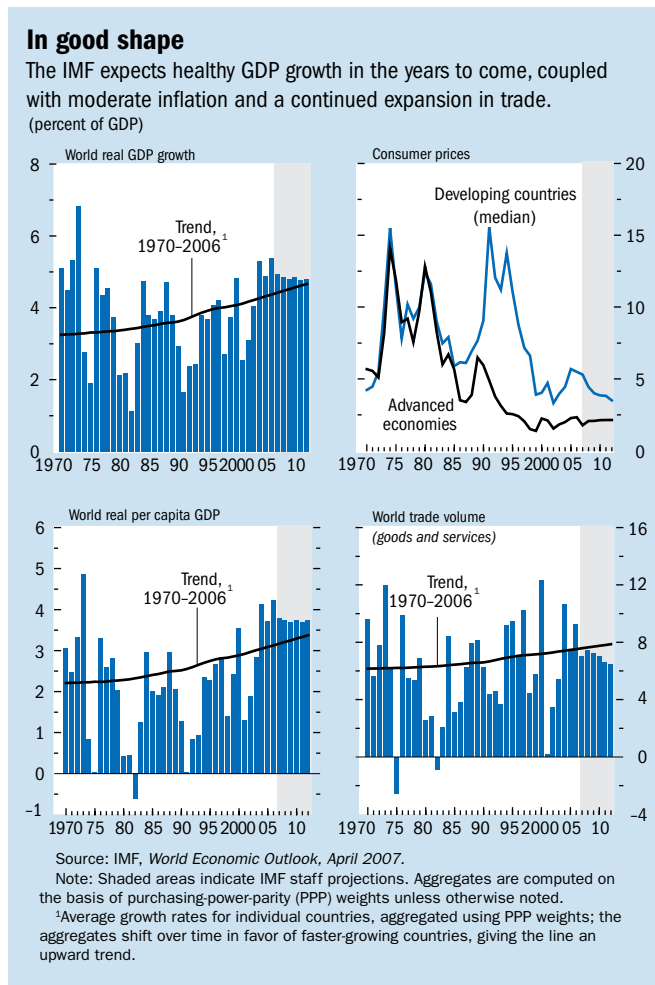 In good shape
The IMF expects healthy GDP growth in the years to come, coupled
with moderate inflation and a continued expansion in trade.
(percent of GDP)
World real GDP growth
8
6
4
2
0
Trend,
1970–2006 1
1970 75 80 85 90 95 2000 05 10
Consumer prices
20
15
10
5
0
Developing countries
(median)
Advanced
economies
1970 75 80 85 90 95 2000 05 10
World real per capita GDP
6
5
4
3
2
1
0
–1
Trend,
1970–2006 1
1970 75 80 85 90 95 2000 05 10
World trade volume
(goods and services)
16
12
8
4
0
–4
Trend,
1970–2006 1
1970 75 80 85 90 95 2000 05 10
Source: IMF, World Economic Outlook, April 2007.
Note: Shaded areas indicate IMF staff projections. Aggregates are computed on
the basis of purchasing-power-parity (PPP) weights unless otherwise noted.
1Average growth rates for individual countries, aggregated using PPP weights; the
aggregates shift over time in favor of faster-growing countries, giving the line an
upward trend.